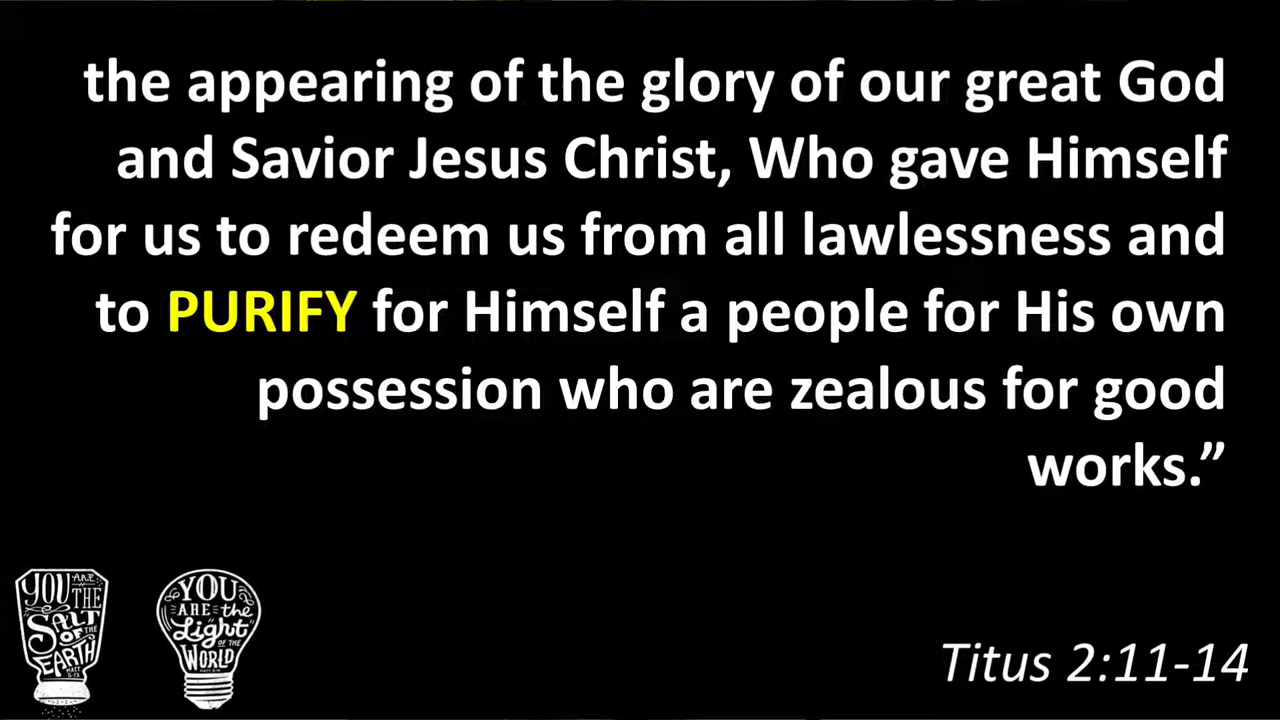 the appearing of the glory of our great God
and Savior Jesus Christ, Who gave Himself
for us to redeem us from all lawlessness and
to PURIFY for Himself a people for His own
possession who are zealous for good
works.”
YOU ARE
THE
SALT
OF THE
EARTH
MATT
5:13
YOU
ARE the
Light
OF THE
WORLD
Titus 2:11-14